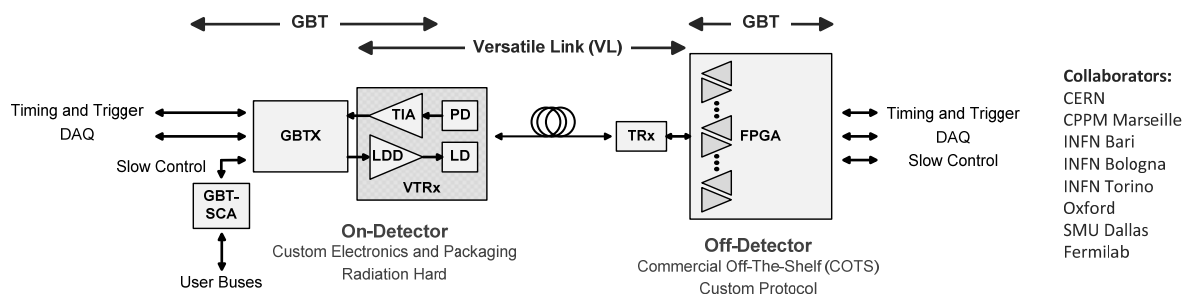 GBT
GBT
Versatile Link (VL)
Timing and Trigger
DAQ
Slow Control
GBTX
GBT-
SCA
User Buses
TIA
PD
LDD
LD
VTRx
On-Detector
Custom Electronics and Packaging
Radiation Hard
TRx
FPGA
Off-Detector
Commercial Off-The-Shelf (COTS)
Custom Protocol
Timing and Trigger
DAQ
Slow Control
Collaborators:
CERN
CPPM Marseille
INFN Bari
INFN Bologna
INFN Torino
Oxford
SMU Dallas
Fermilab